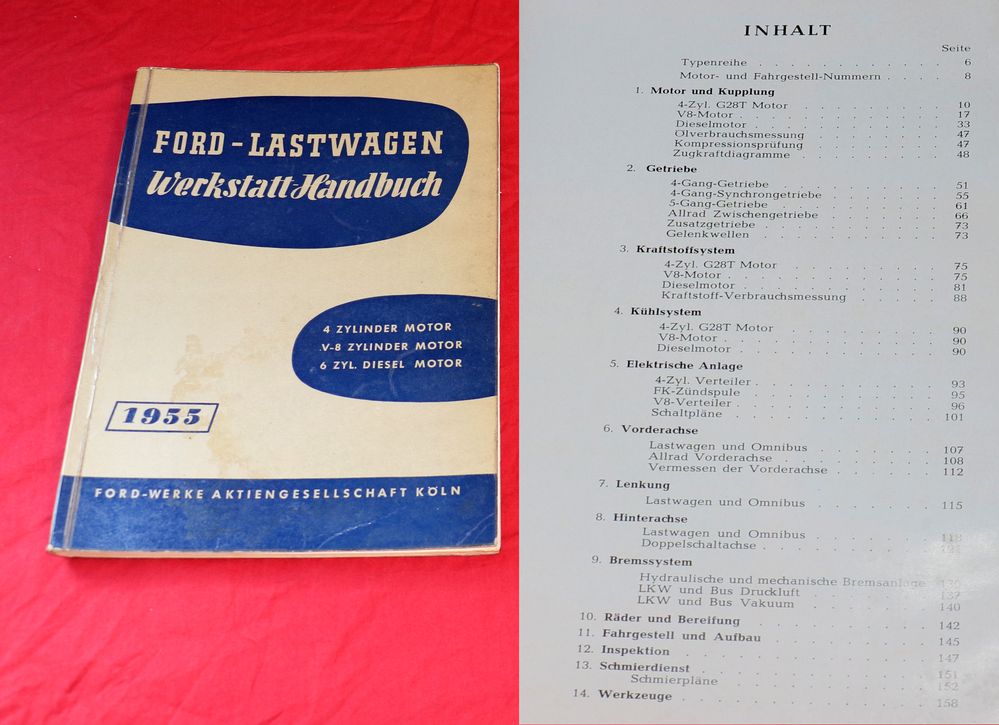 FORD-LASTWAGEN
Werkstatt-Handbuch
4 ZYLINDER MOTOR
V-8 ZYLINDER MOTOR
6 ZYL. DIESEL MOTOR
1955
FORD-WERKE AKTIENGESELLSCHAFT KÖLN
INHALT
Seite
Typenreihe . . . . . . . . 6
Motor- und Fahrgestell-Nummern . . . . 8
1. Motor und Kupplung
4-Zyl. G28T Motor . . . . . . . 10
V8-Motor . . . . . . . . 17
Dieselmotor . . . . . . . . 33
Ölverbrauchsmessung . . . . . . 47
Kompressionsprüfung . . . . . . 47
Zugkraftdiagramme . . . . . . 48
2. Getriebe
4-Gang-Getriebe . . . . . . . 51
4-Gang-Synchrongetriebe . . . . . 55
5-Gang-Getriebe . . . . . . . 61
Allrad Zwischengetriebe . . . . . 66
Zusatzgetriebe . . . . . . . 73
Gelenkwellen . . . . . . . 73
3. Kraftstoffsystem
4-Zyl. G28T Motor . . . . . . . 75
V8-Motor . . . . . . . . 75
Dieselmotor . . . . . . . . 81
Kraftstoff-Verbrauchsmessung . . . . 88
4. Kühlsystem
4-Zyl. G28T Motor . . . . . . . 90
V8-Motor . . . . . . . . 90
Dieselmotor . . . . . . . . 90
5. Elektrische Anlage
4-Zyl. Verteiler . . . . . . . 93
FK-Zündspule . . . . . . . 95
V8-Verteiler . . . . . . . . 96
Schaltpläne . . . . . . . . 101
6. Vorderachse
Lastwagen und Omnibus . . . . . 107
Allrad Vorderachse . . . . . . 108
Vermessen der Vorderachse . . . . . 112
7. Lenkung
Lastwagen und Omnibus . . . . . 115
8. Hinterachse
Lastwagen und Omnibus . . . . . 118
Doppelschaltachse . . . . . . 121
9. Bremssystem
Hydraulische und mechanische Bremsanlage 130
LKW und Bus Druckluft . . . . . . 137
LKW und Bus Vakuum . . . . . . 140
10. Räder und Bereifung . . . . . . 142
11. Fahrgestell und Aufbau . . . . . 145
12. Inspektion . . . . . . . . 147
13. Schmierdienst . . . . . . . 151
Schmierpläne . . . . . . . 152
14. Werkzeuge . . . . . . . . 158